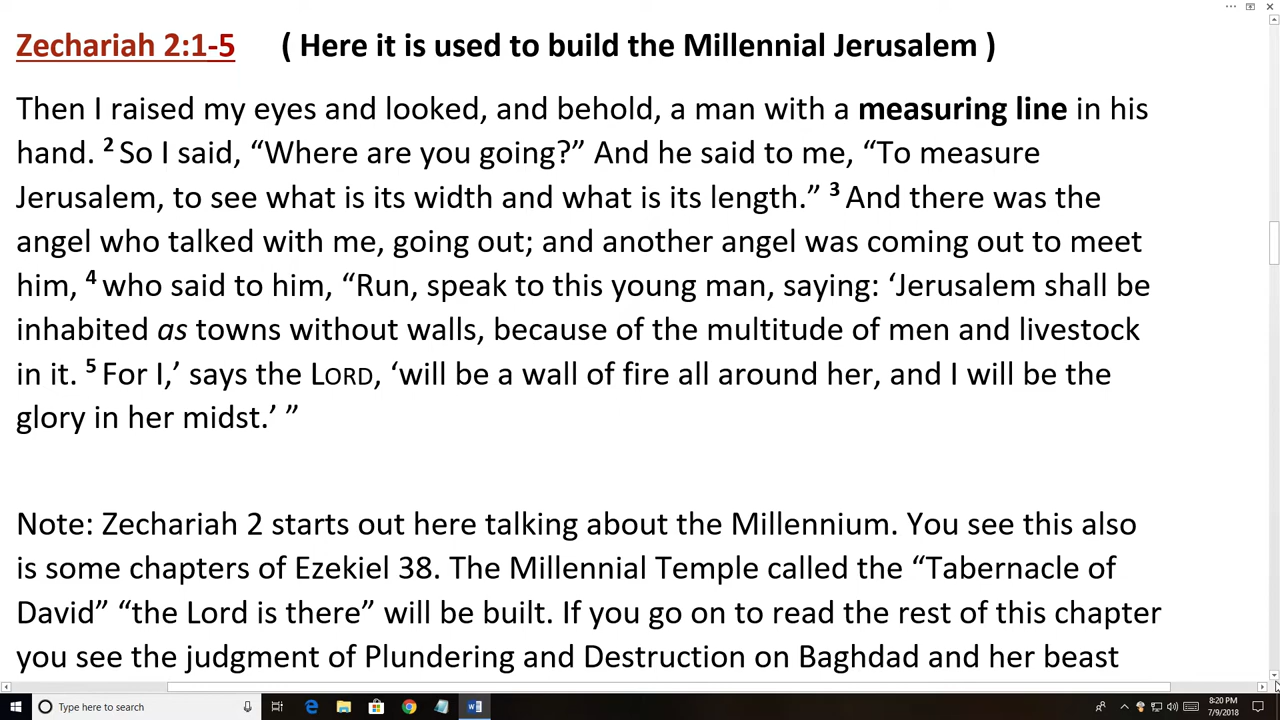 Zechariah 2:1-5 ( Here it is used to build the Millennial Jerusalem )
Then I raised my eyes and looked, and behold, a man with a measuring line in his
hand. 2 So I said, “Where are you going?” And he said to me, “To measure
Jerusalem, to see what is its width and what is its length.” 3 And there was the
angel who talked with me, going out; and another angel was coming out to meet
him, 4 who said to him, “Run, speak to this young man, saying: ‘Jerusalem shall be
inhabited as towns without walls, because of the multitude of men and livestock
in it. 5 For I,’ says the LORD, ‘will be a wall of fire all around her, and I will be the
glory in her midst.’ ”
Note: Zechariah 2 starts out here talking about the Millennium. You see this also
is some chapters of Ezekiel 38. The Millennial Temple called the “Tabernacle of
David” “the Lord is there” will be built. If you go on to read the rest of this chapter
you see the judgment of Plundering and Destruction on Baghdad and her beast
Type here to search
8:20 PM
7/9/2018